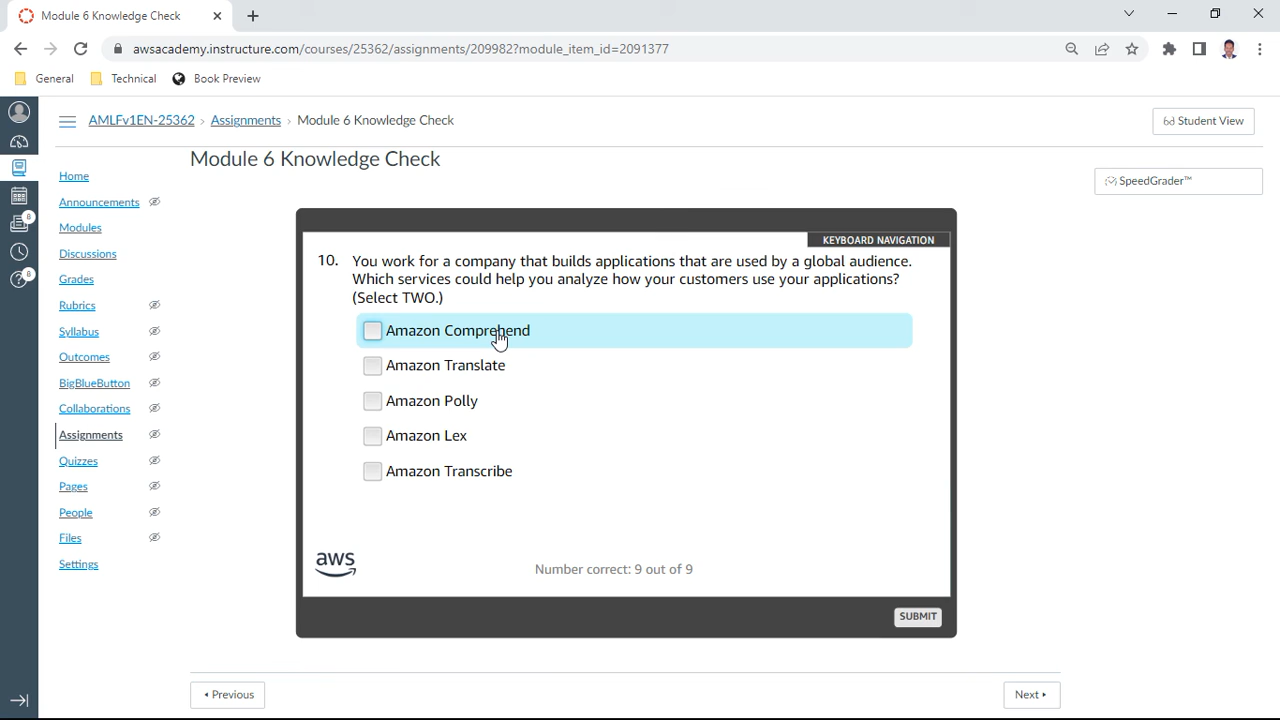 Module 6 Knowledge Check
awsacademy.instructure.com/courses/25362/assignments/209982?module_item_id=2091377
General
Technical
Book Preview
AMLFv1EN-25362 › Assignments › Module 6 Knowledge Check
Student View
Module 6 Knowledge Check
SpeedGrader™
Home
Announcements
Modules
Discussions
Grades
Rubrics
Syllabus
Outcomes
BigBlueButton
Collaborations
Assignments
Quizzes
Pages
People
Files
Settings
8
8
KEYBOARD NAVIGATION
10. You work for a company that builds applications that are used by a global audience.
Which services could help you analyze how your customers use your applications?
(Select TWO.)
Amazon Comprehend
Amazon Translate
Amazon Polly
Amazon Lex
Amazon Transcribe
aws
Number correct: 9 out of 9
SUBMIT
Previous
Next